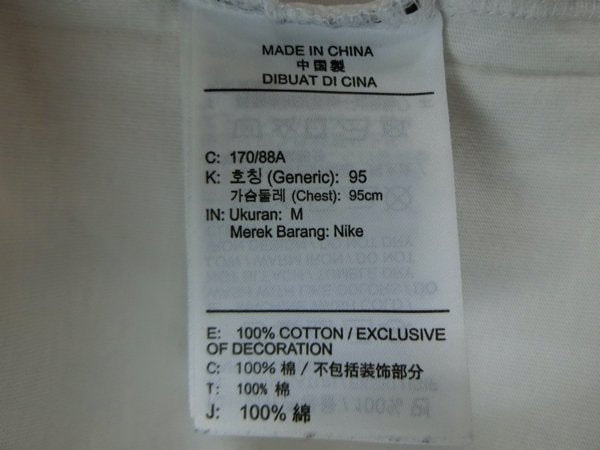 MADE IN CHINA
中国製
DIBUAT DI CINA
C: 170/88A
K: 호칭 (Generic): 95
가슴둘레 (Chest): 95cm
IN: Ukuran: M
Merek Barang: Nike
E: 100% COTTON / EXCLUSIVE
OF DECORATION
C: 100% 棉 / 不包括装饰部分
T: 100% 棉
J: 100% 綿